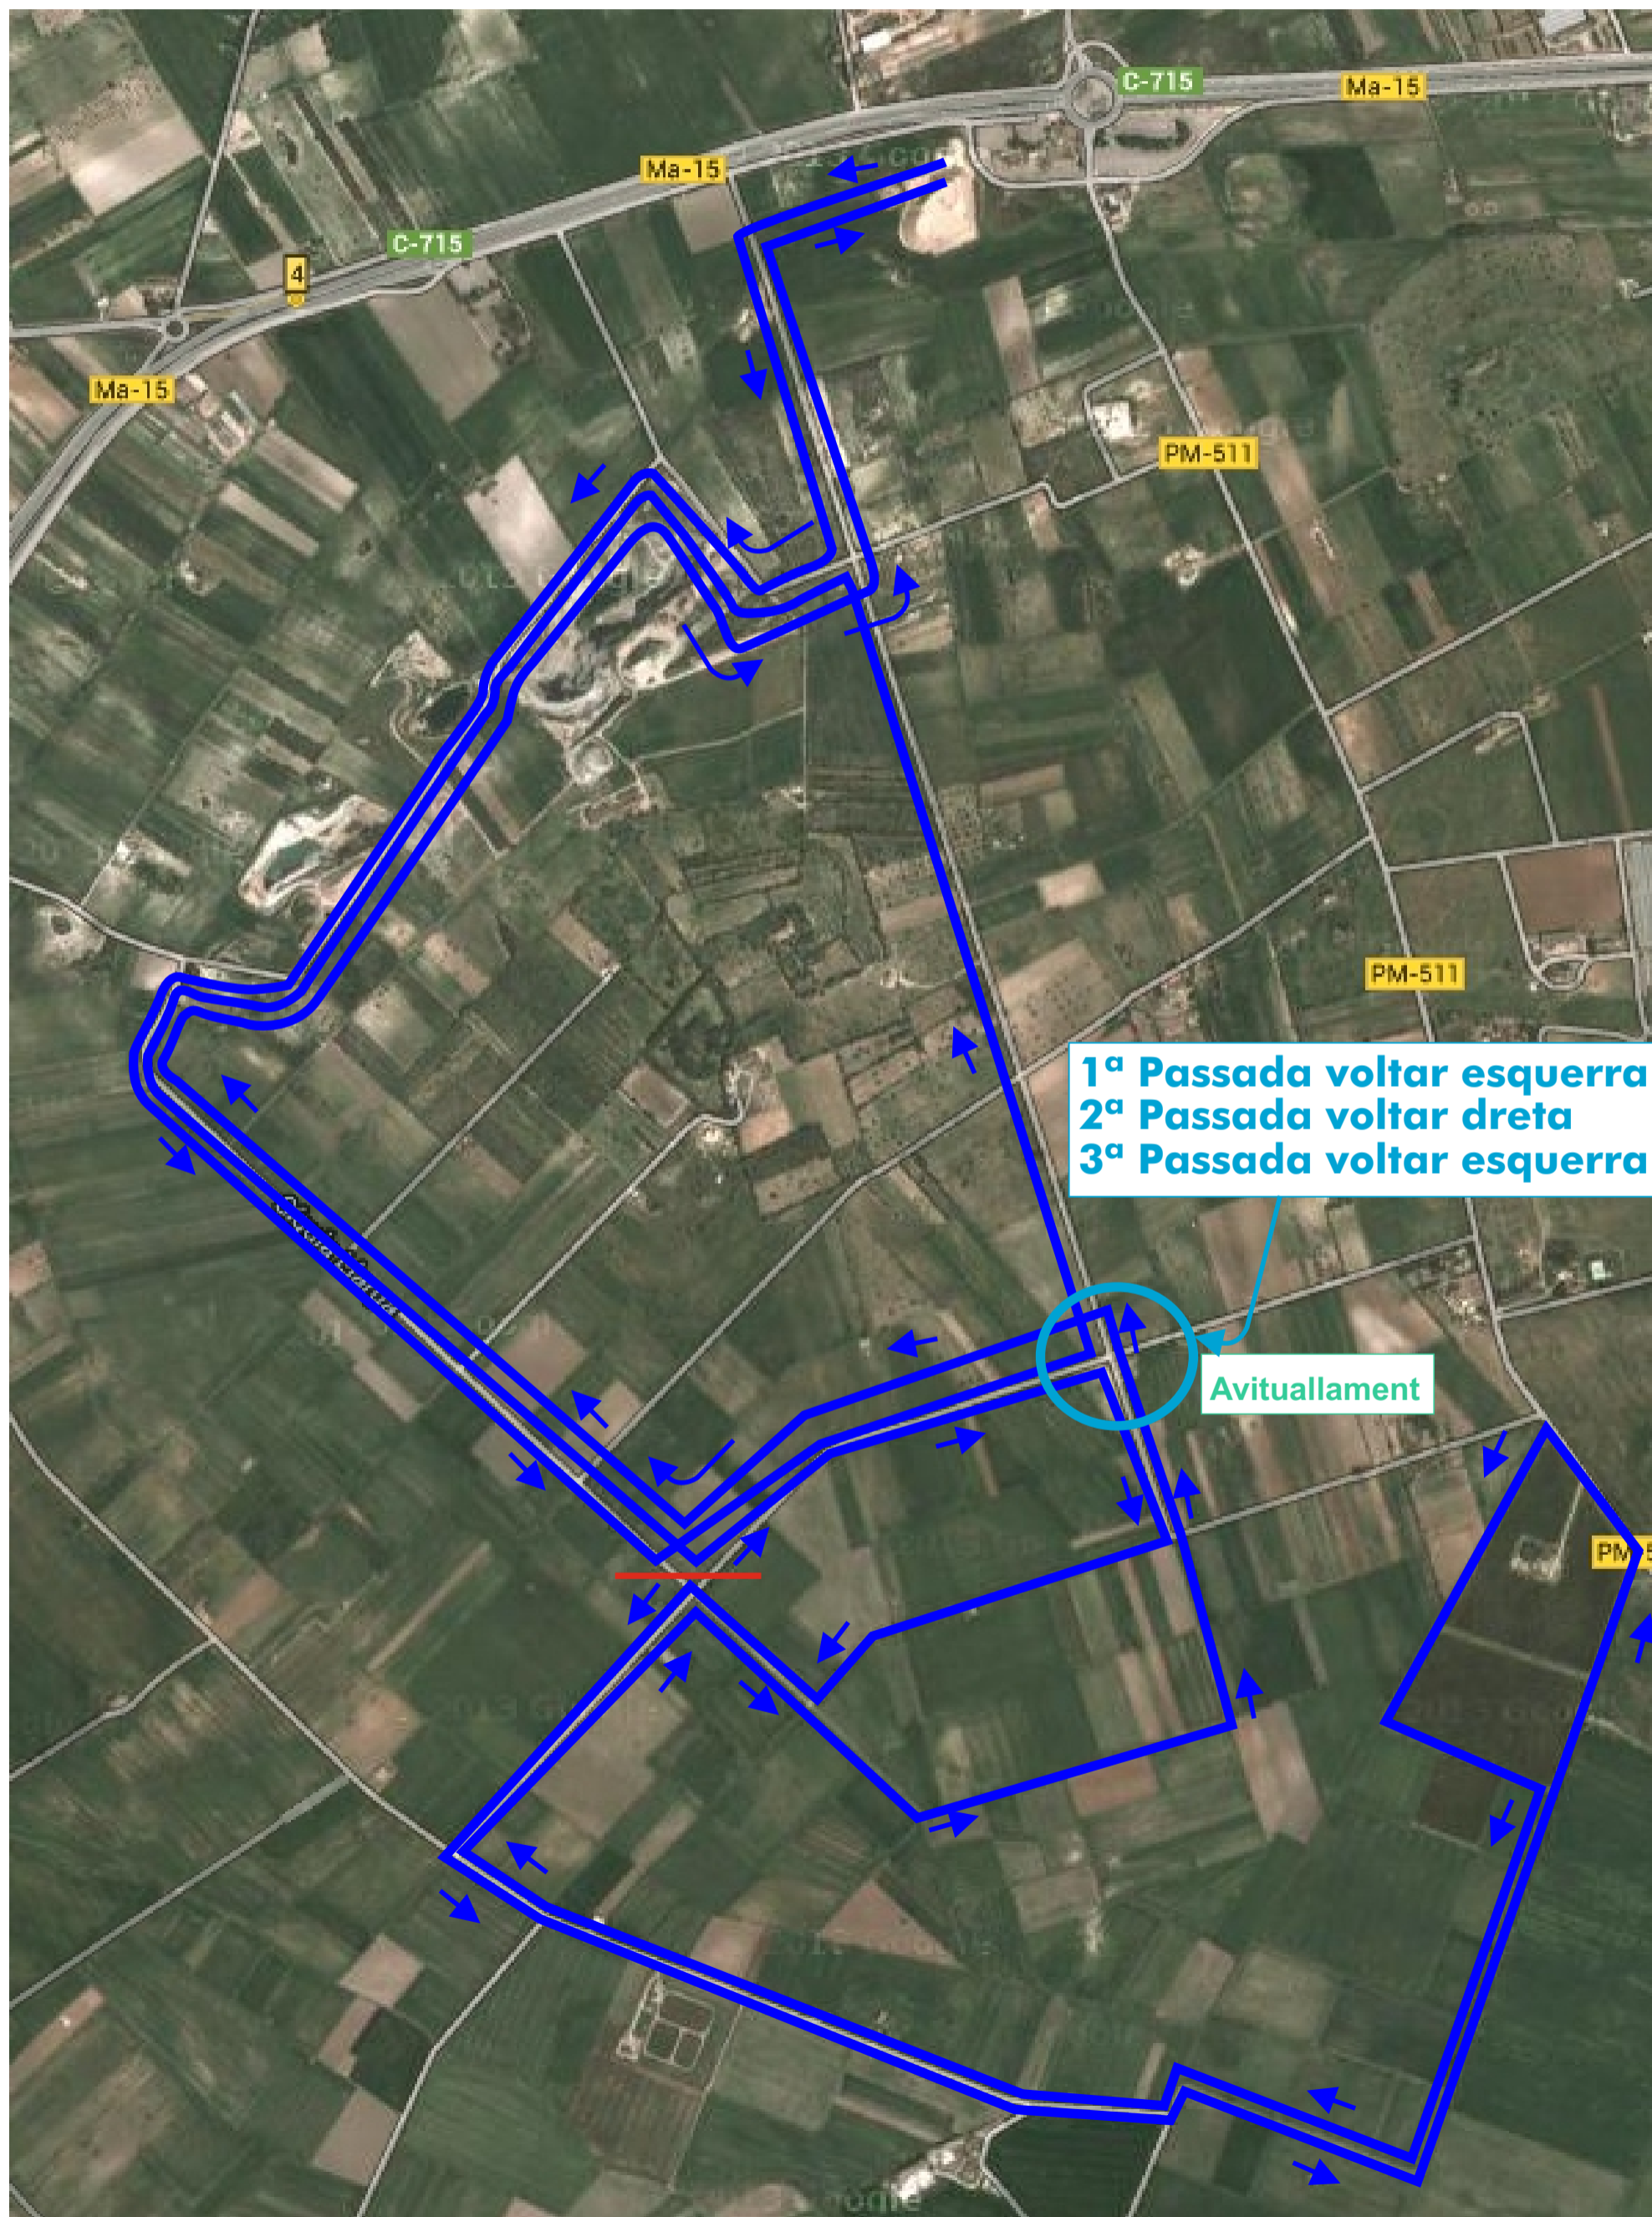 C-715
Ma-15
Ma-15
C-715
4
Ma-15
PM-511
PM-511
1ª Passada voltar esquerra
2ª Passada voltar dreta
3ª Passada voltar esquerra
Avituallament